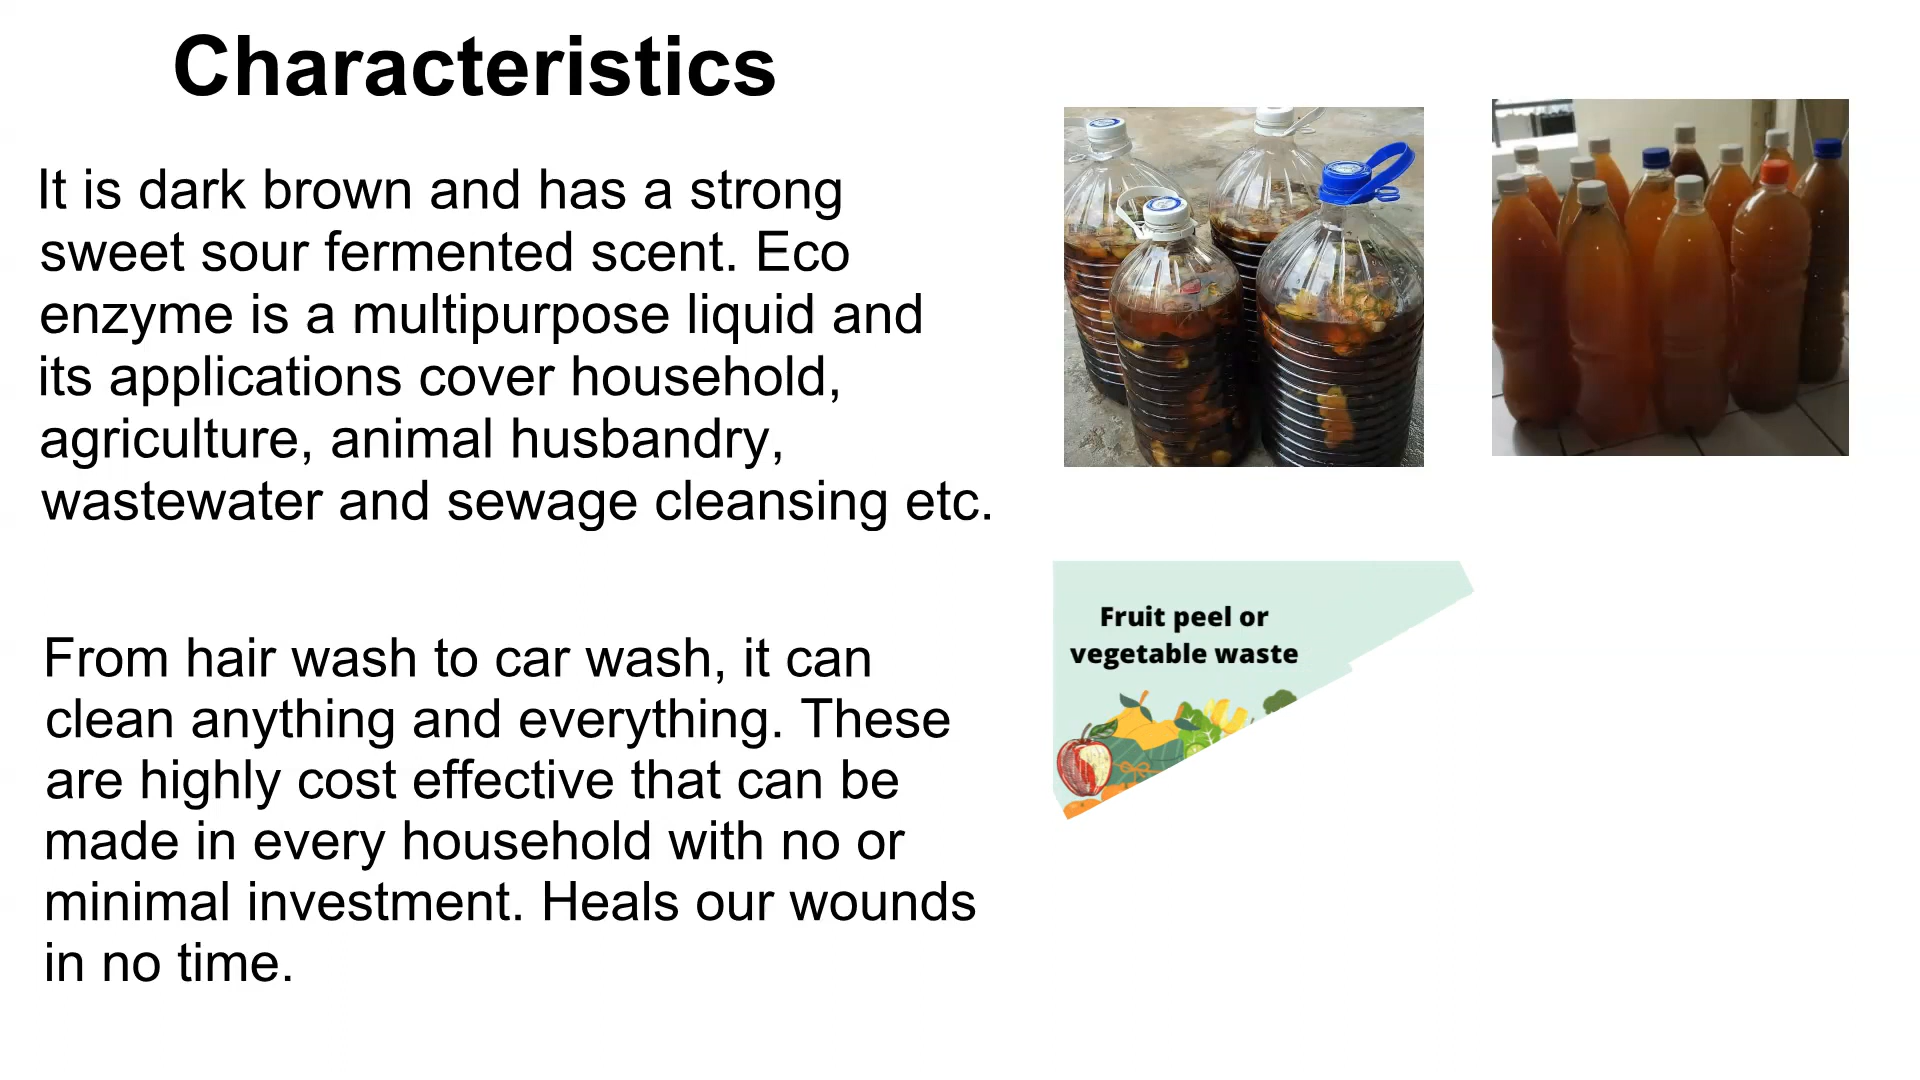 Characteristics
It is dark brown and has a strong
sweet sour fermented scent. Eco
enzyme is a multipurpose liquid and
its applications cover household,
agriculture, animal husbandry,
wastewater and sewage cleansing etc.
From hair wash to car wash, it can
clean anything and everything. These
are highly cost effective that can be
made in every household with no or
minimal investment. Heals our wounds
in no time.
Fruit peel or
vegetable waste